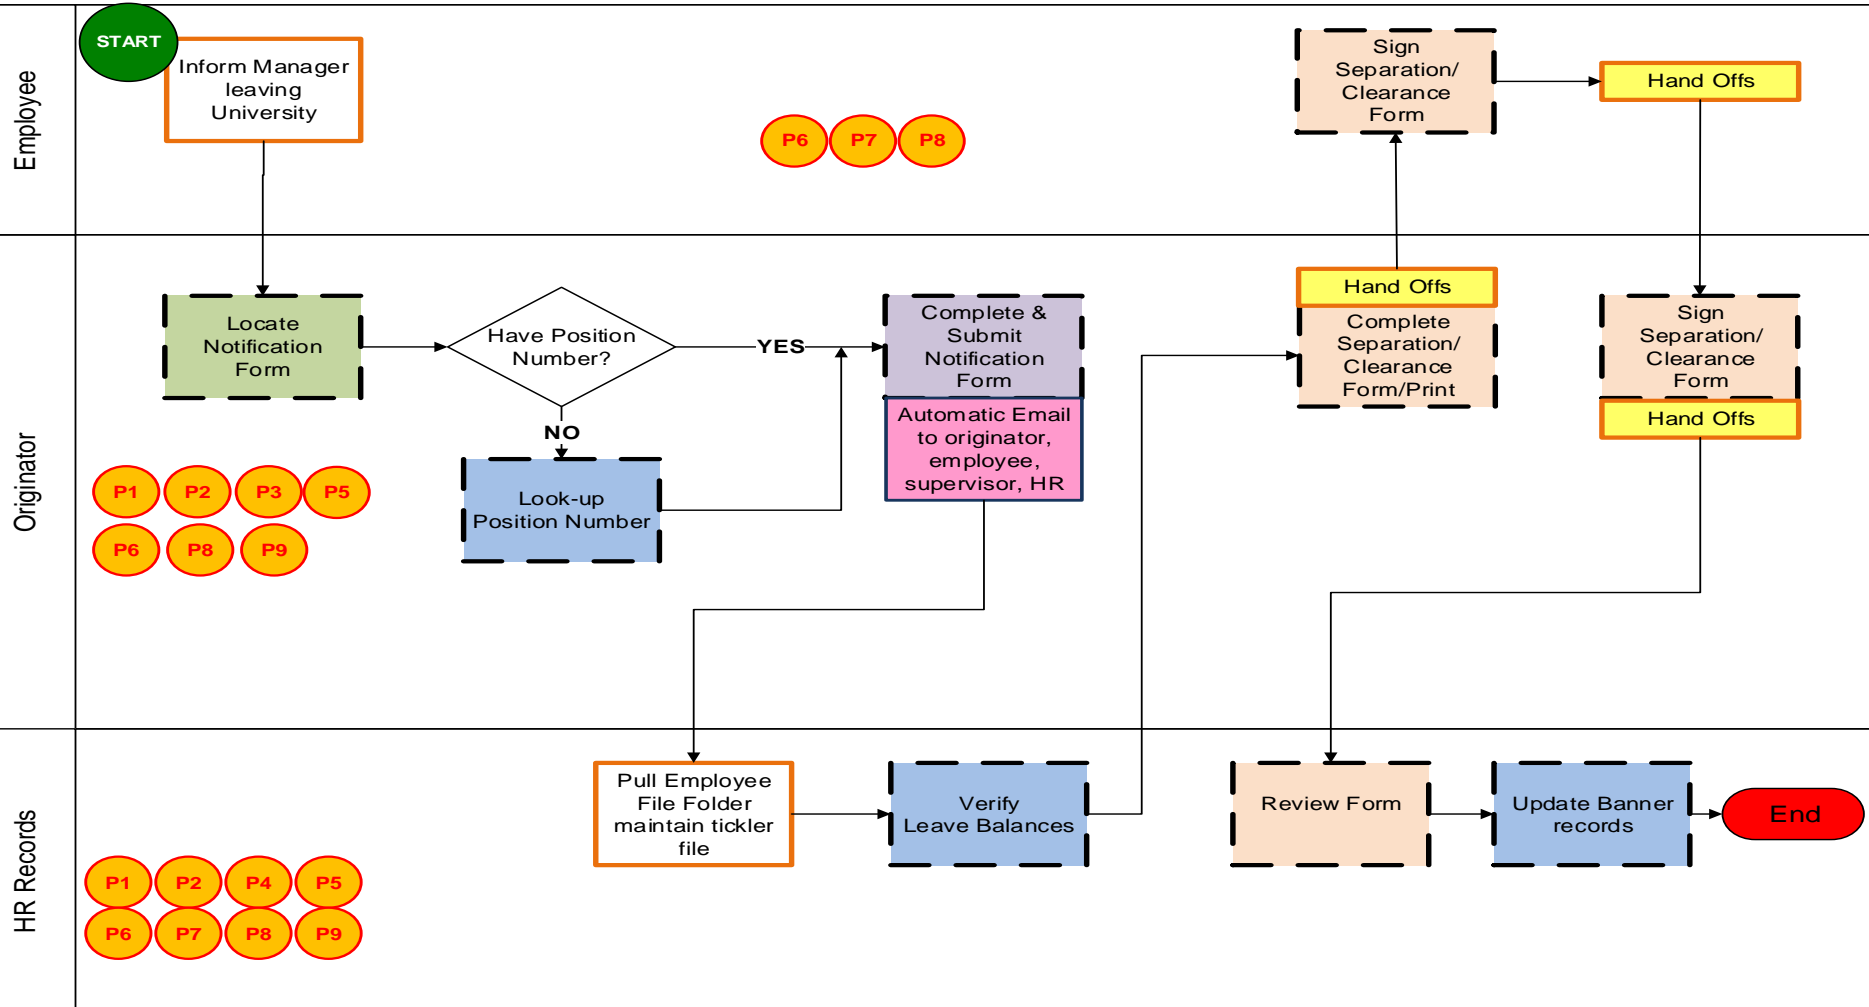 Employee
START
Inform Manager
leaving
University
P6 P7 P8
Sign
Separation/
Clearance
Form
Hand Offs
Originator
Locate
Notification
Form
Have Position
Number?
YES
NO
Look-up
Position Number
Complete &
Submit
Notification
Form
Automatic Email
to originator,
employee,
supervisor, HR
Hand Offs
Complete
Separation/
Clearance
Form/Print
Sign
Separation/
Clearance
Form
Hand Offs
P1 P2 P3 P5
P6 P8 P9
HR Records
Pull Employee
File Folder
maintain tickler
file
Verify
Leave Balances
Review Form
Update Banner
records
End
P1 P2 P4 P5
P6 P7 P8 P9